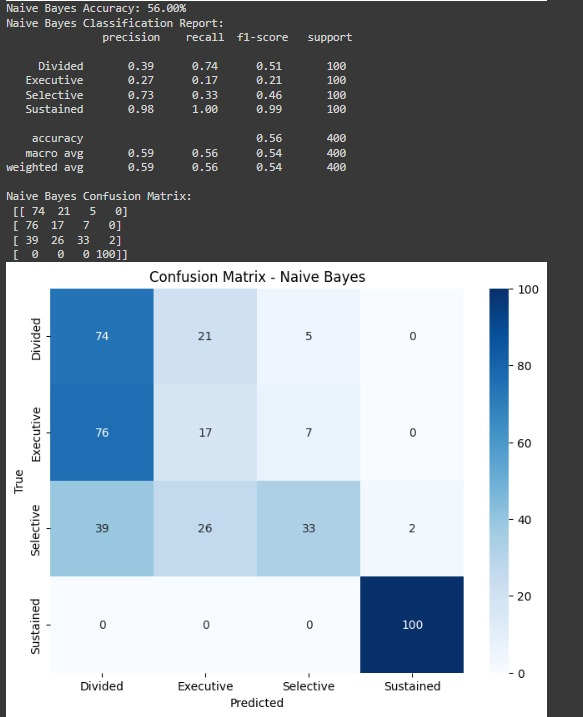 Naive Bayes Accuracy: 56.00%
Naive Bayes Classification Report:
precision recall f1-score support
Divided 0.39 0.74 0.51 100
Executive 0.27 0.17 0.21 100
Selective 0.73 0.33 0.46 100
Sustained 0.98 1.00 0.99 100
accuracy 0.56 400
macro avg 0.59 0.56 0.54 400
weighted avg 0.59 0.56 0.54 400
Naive Bayes Confusion Matrix:
[[ 74 21 5 0]
[ 76 17 7 0]
[ 39 26 33 2]
[ 0 0 0 100]]
Confusion Matrix - Naive Bayes
True
Divided 74 21 5 0
Executive 76 17 7 0
Selective 39 26 33 2
Sustained 0 0 0 100
Divided Executive Selective Sustained
Predicted
100
80
60
40
20
0